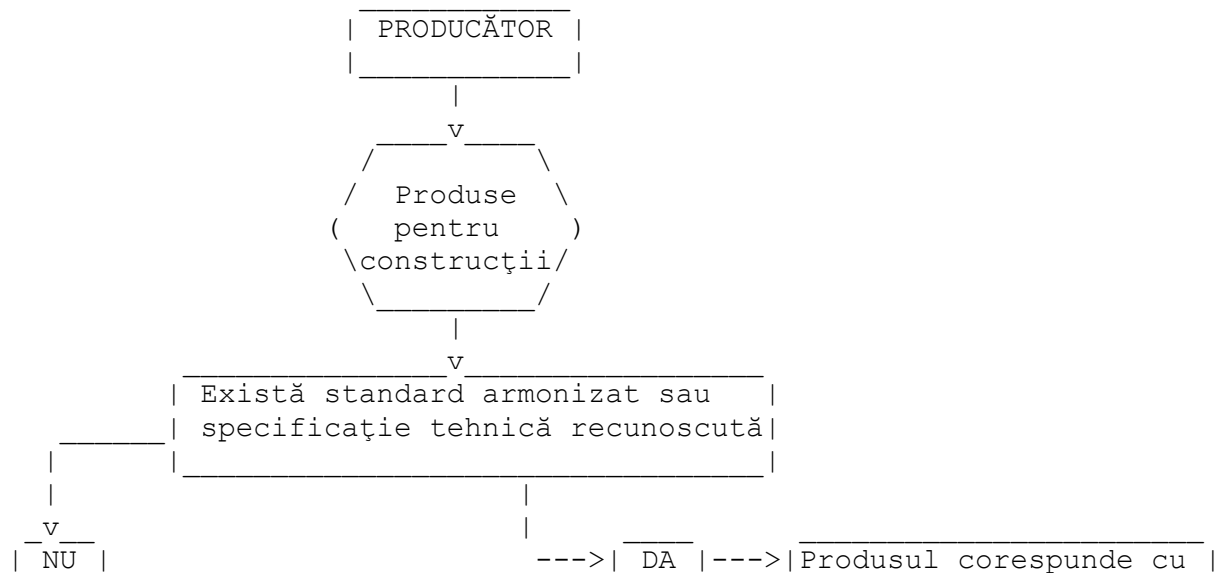 PRODUCĂTOR
Produse
pentru
construcţii
Există standard armonizat sau
specificaţie tehnică recunoscută
NU
DA
Produsul corespunde cu